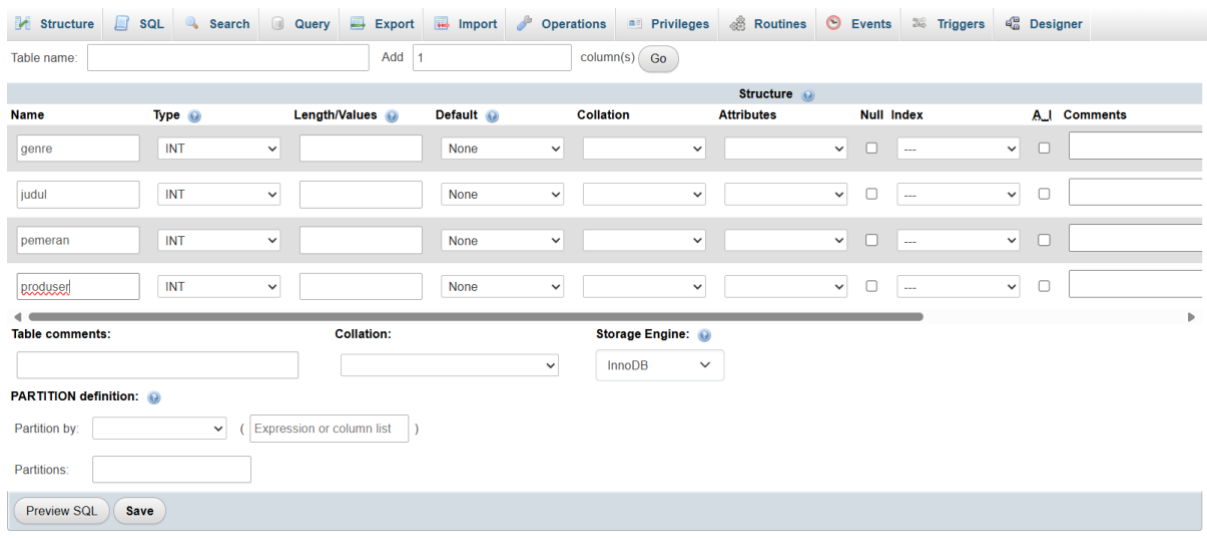 Structure SQL Search Query Export Import Operations Privileges Routines Events Triggers Designer
Table name: Add 1 column(s) Go
Structure
Name Type Length/Values Default Collation Attributes Null Index A_I Comments
genre INT None ---
judul INT None ---
pemeran INT None ---
produser INT None ---
Table comments: Collation: Storage Engine:
InnoDB
PARTITION definition:
Partition by: ( Expression or column list )
Partitions:
Preview SQL Save